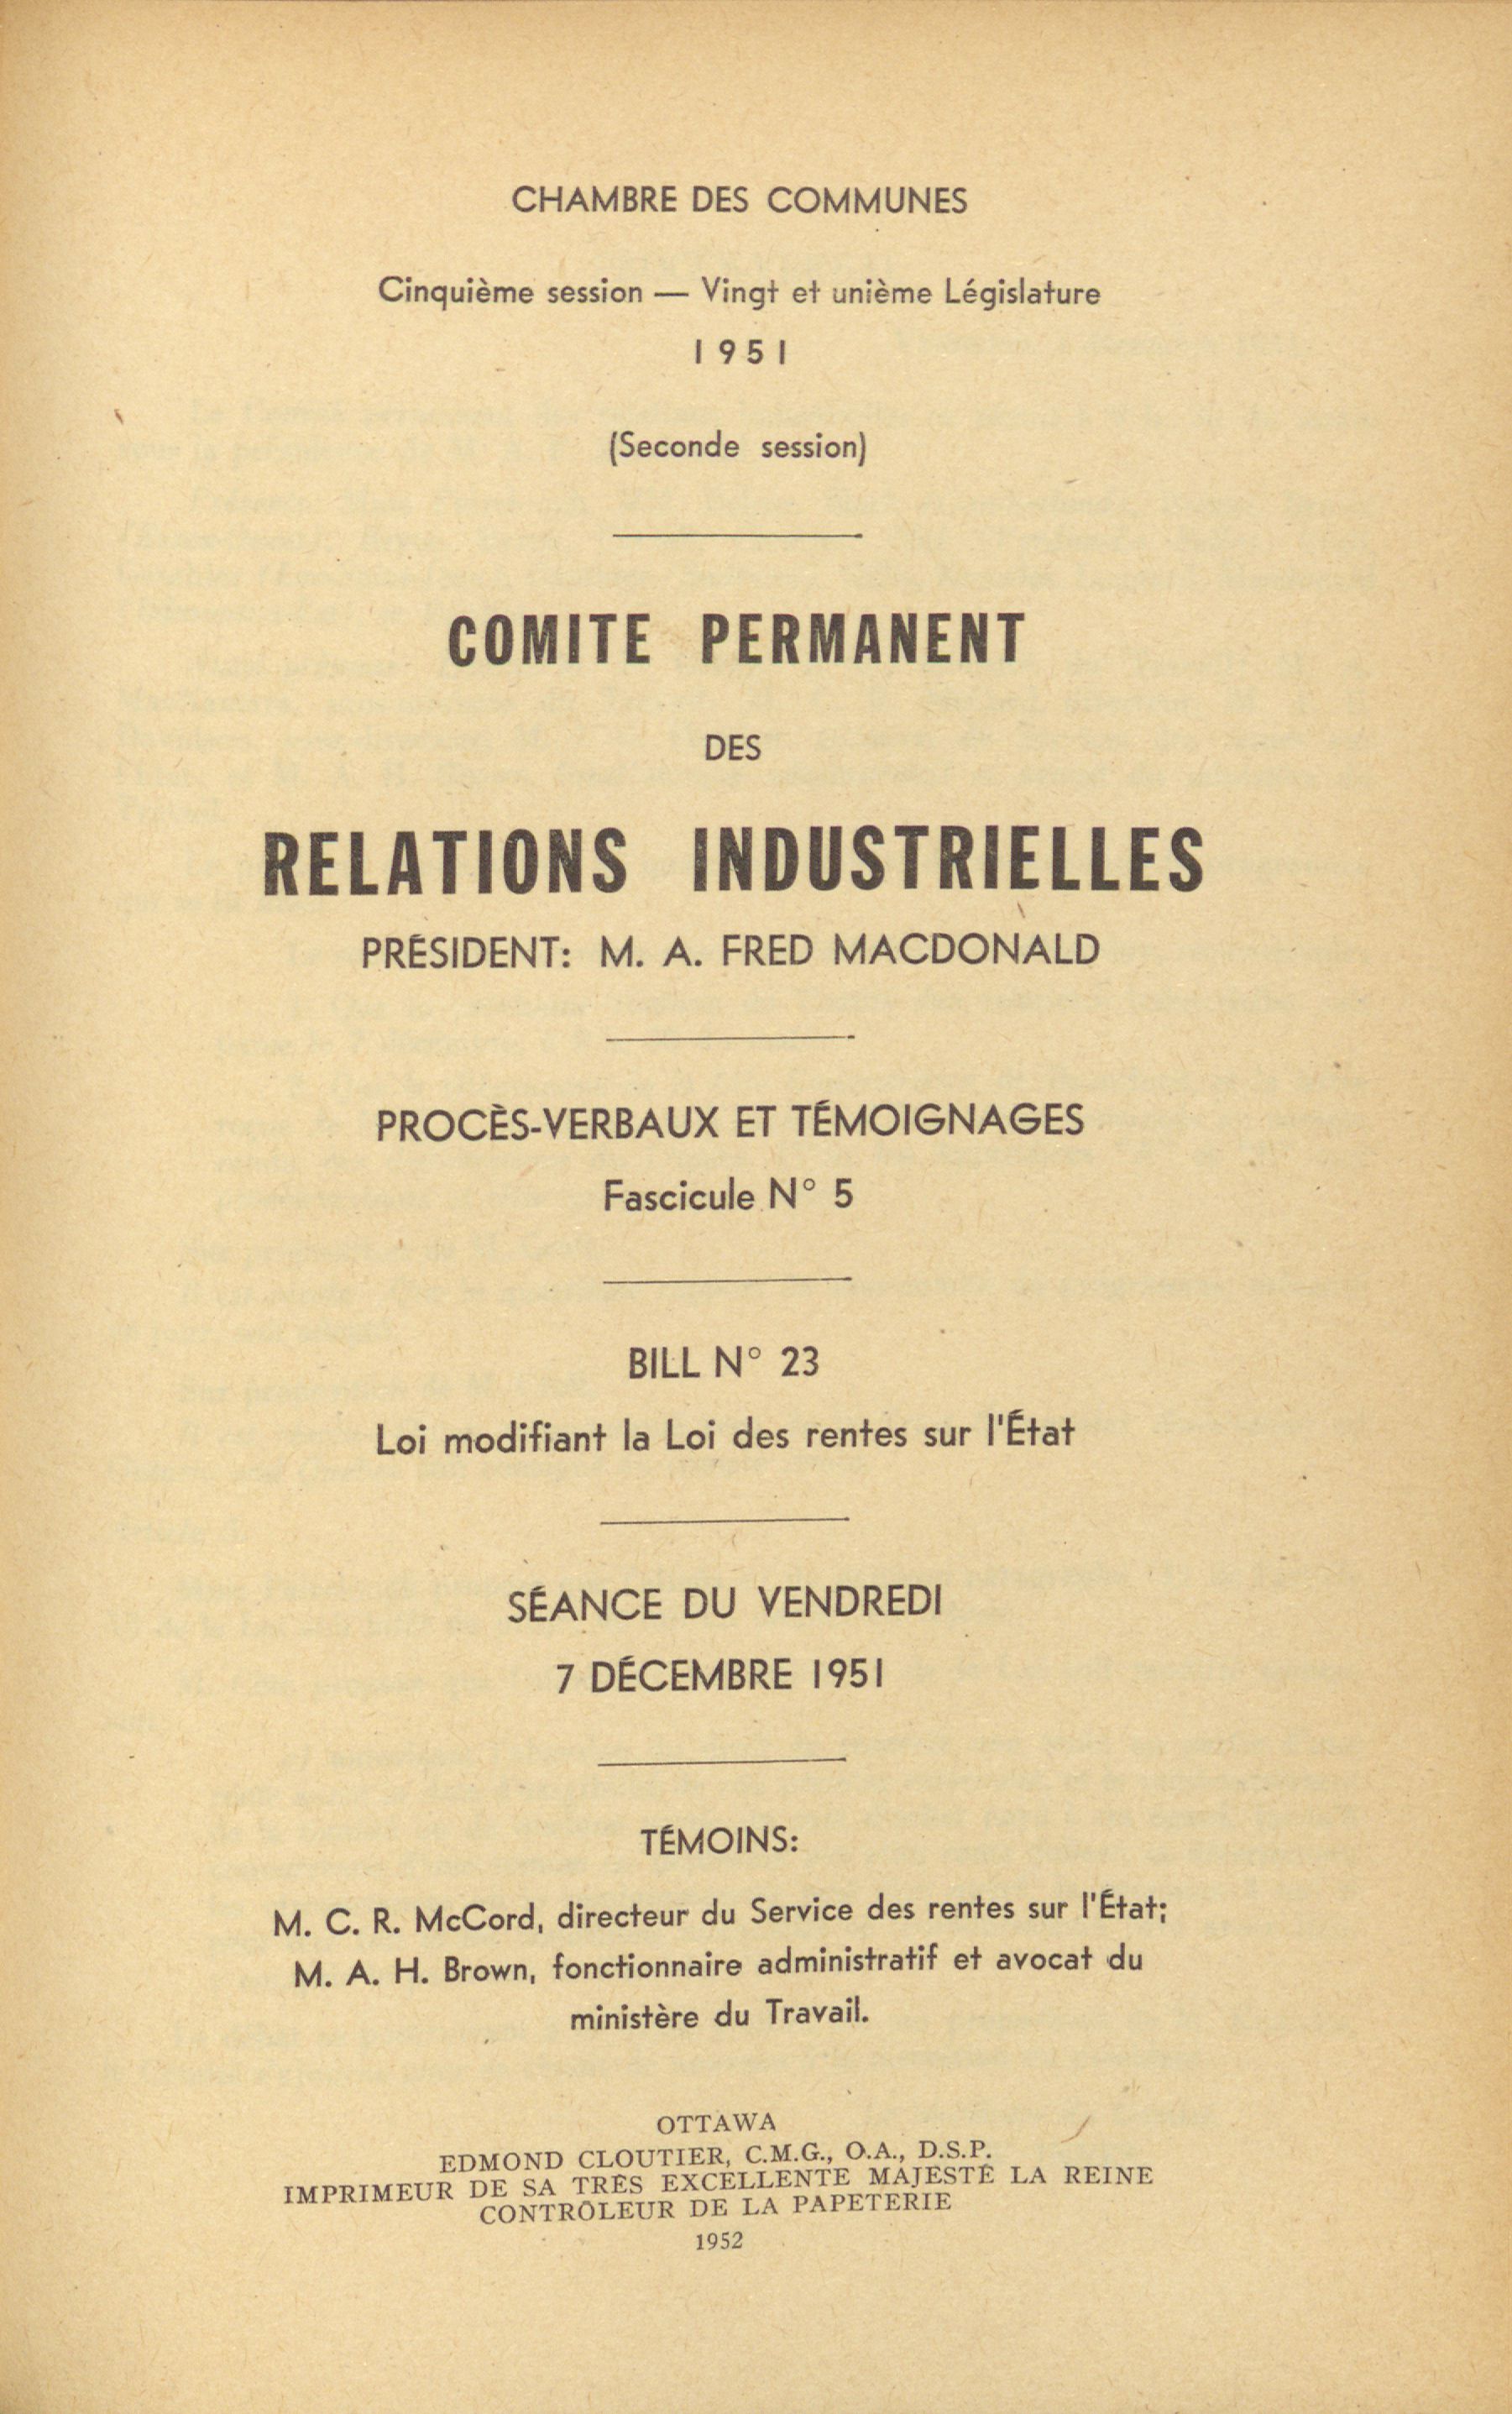 CHAMBRE DES COMMUNES
Cinquième session — Vingt et unième Législature
1951
(Seconde session)
COMITE PERMANENT
DES
RELATIONS INDUSTRIELLES
PRÉSIDENT: M. A. FRED MACDONALD
PROCÈS-VERBAUX ET TÉMOIGNAGES
Fascicule N° 5
BILL N° 23
Loi modifiant la Loi des rentes sur l'État
SÉANCE DU VENDREDI
7 DÉCEMBRE 1951
TÉMOINS:
M. C. R. McCord, directeur du Service des rentes sur l'État;
M. A. H. Brown, fonctionnaire administratif et avocat du
ministère du Travail.
OTTAWA
EDMOND CLOUTIER, C.M.G., O.A., D.S.P.
IMPRIMEUR DE SA TRÈS EXCELLENTE MAJESTÉ LA REINE
CONTRÔLEUR DE LA PAPETERIE
1952